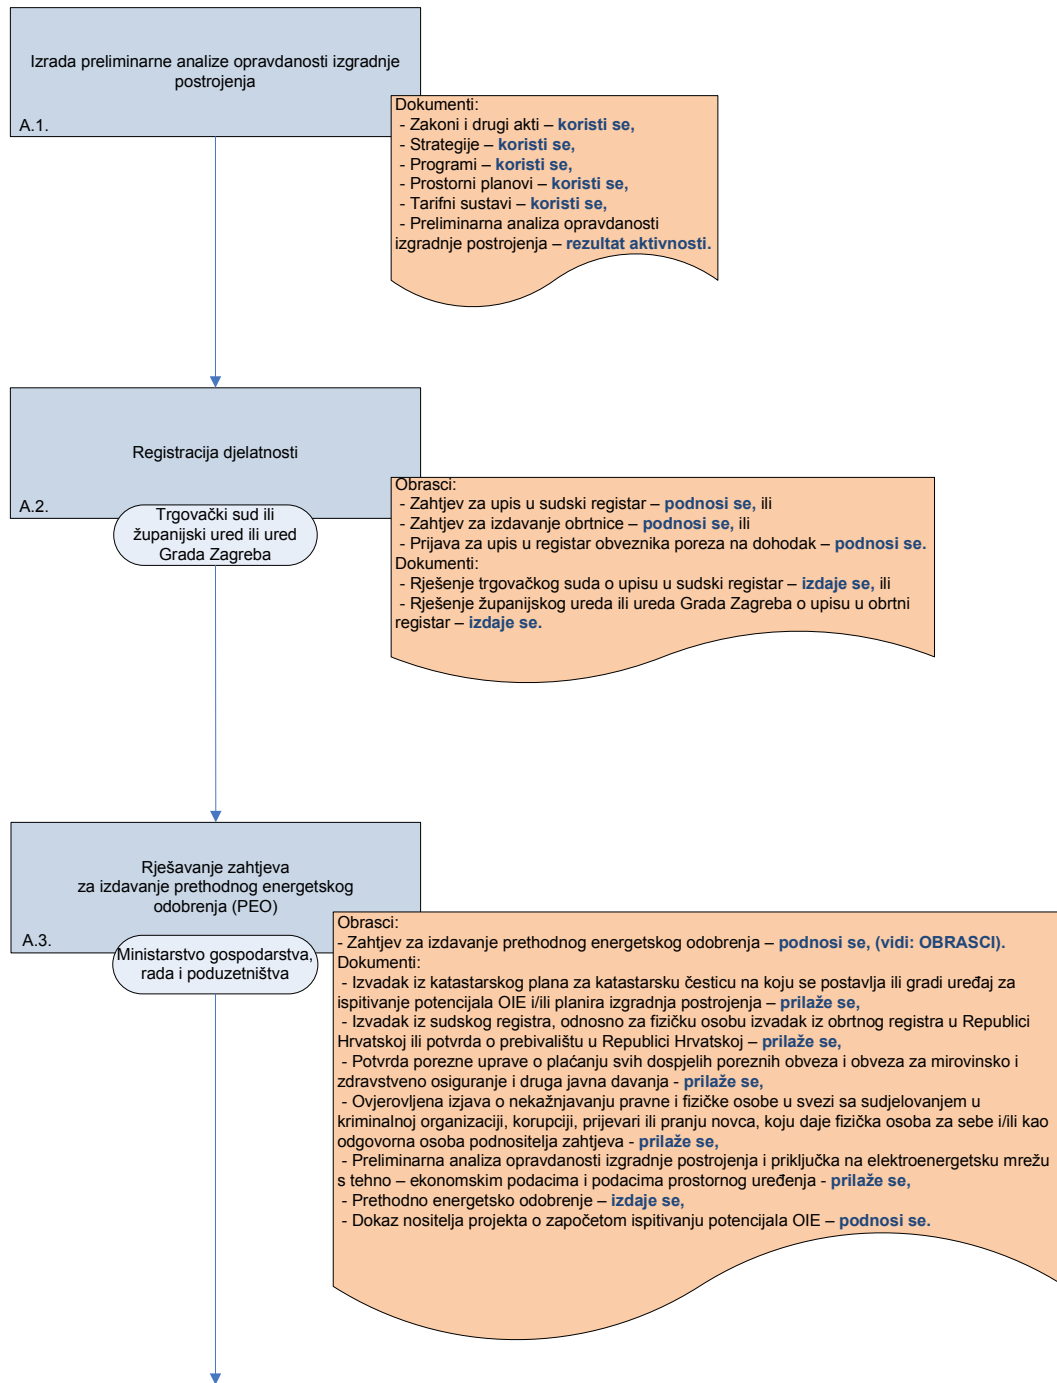 Izrada preliminarne analize opravdanosti izgradnje
postrojenja
A.1.
Dokumenti:
- Zakoni i drugi akti – koristi se,
- Strategije – koristi se,
- Programi – koristi se,
- Prostorni planovi – koristi se,
- Tarifni sustavi – koristi se,
- Preliminarna analiza opravdanosti
izgradnje postrojenja – rezultat aktivnosti.
Registracija djelatnosti
A.2.
Trgovački sud ili
županijski ured ili ured
Grada Zagreba
Obrasci:
- Zahtjev za upis u sudski registar – podnosi se, ili
- Zahtjev za izdavanje obrtnice – podnosi se, ili
- Prijava za upis u registar obveznika poreza na dohodak – podnosi se.
Dokumenti:
- Rješenje trgovačkog suda o upisu u sudski registar – izdaje se, ili
- Rješenje županijskog ureda ili ureda Grada Zagreba o upisu u obrtni
registar – izdaje se.
Rješavanje zahtjeva
za izdavanje prethodnog energetskog
odobrenja (PEO)
A.3.
Ministarstvo gospodarstva,
rada i poduzetništva
Obrasci:
- Zahtjev za izdavanje prethodnog energetskog odobrenja – podnosi se, (vidi: OBRASCI).
Dokumenti:
- Izvadak iz katastarskog plana za katastarsku česticu na koju se postavlja ili gradi uređaj za
ispitivanje potencijala OIE i/ili planira izgradnja postrojenja – prilaže se,
- Izvadak iz sudskog registra, odnosno za fizičku osobu izvadak iz obrtnog registra u Republici
Hrvatskoj ili potvrda o prebivalištu u Republici Hrvatskoj – prilaže se,
- Potvrda porezne uprave o plaćanju svih dospjelih poreznih obveza i obveza za mirovinsko i
zdravstveno osiguranje i druga javna davanja - prilaže se,
- Ovjerovljena izjava o nekažnjavanju pravne i fizičke osobe u svezi sa sudjelovanjem u
kriminalnoj organizaciji, korupciji, prijevari ili pranju novca, koju daje fizička osoba za sebe i/ili kao
odgovorna osoba podnositelja zahtjeva - prilaže se,
- Preliminarna analiza opravdanosti izgradnje postrojenja i priključka na elektroenergetsku mrežu
s tehno – ekonomskim podacima i podacima prostornog uređenja - prilaže se,
- Prethodno energetsko odobrenje – izdaje se,
- Dokaz nositelja projekta o započetom ispitivanju potencijala OIE – podnosi se.